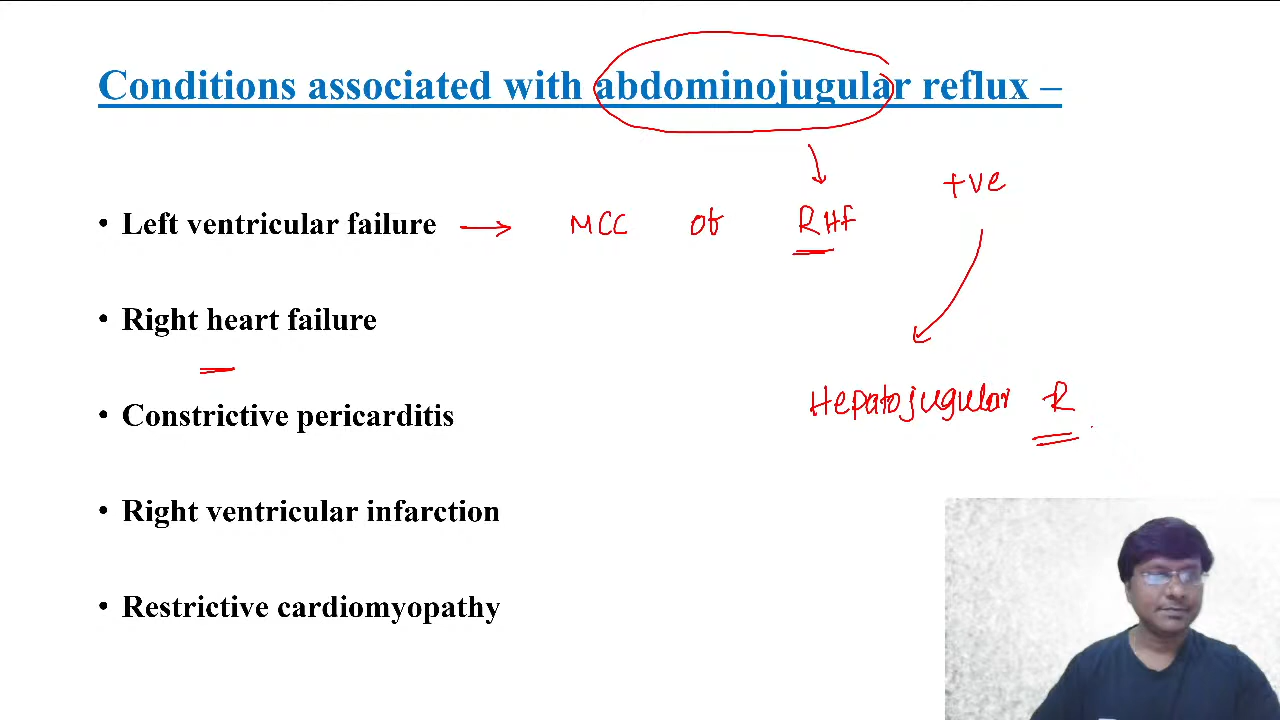 Conditions associated with abdominojugular reflux –
+ve
• Left ventricular failure → MCC of RHF
• Right heart failure
Hepatojugular R
• Constrictive pericarditis
• Right ventricular infarction
• Restrictive cardiomyopathy